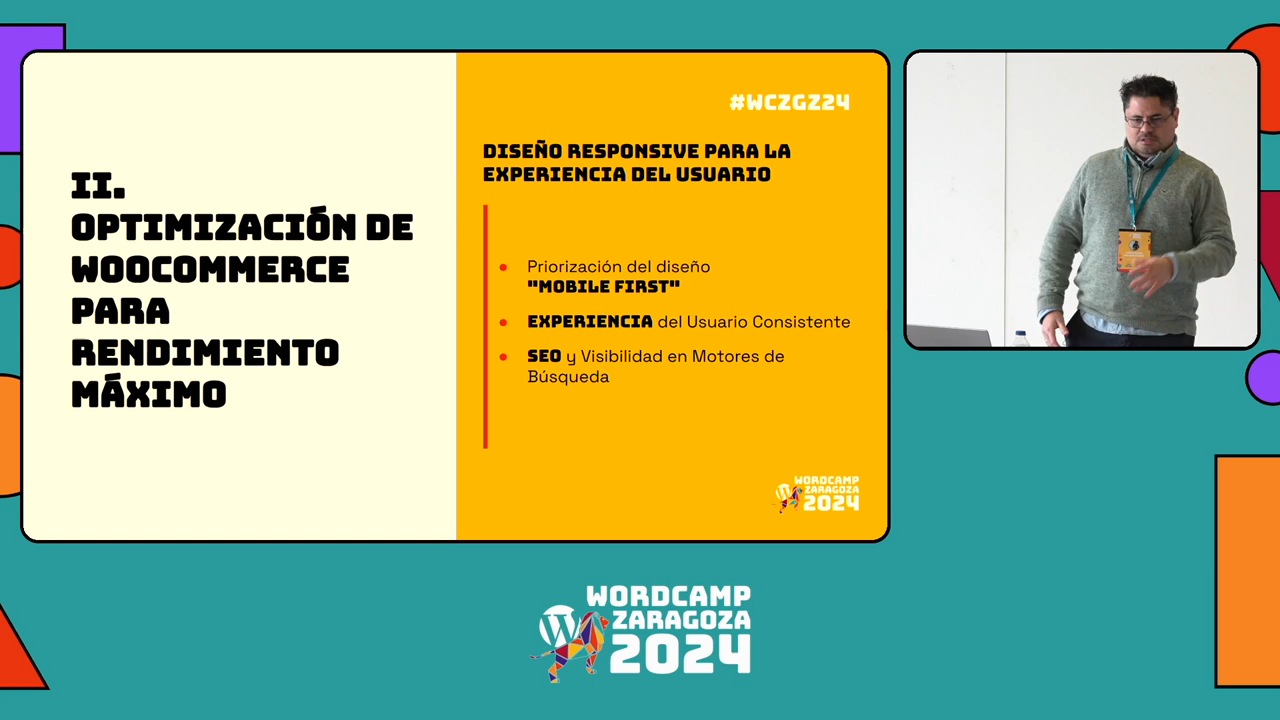 II.
OPTIMIZACIÓN DE
WOOCOMMERCE
PARA
RENDIMIENTO
MÁXIMO
#WCZGZ24
DISEÑO RESPONSIVE PARA LA
EXPERIENCIA DEL USUARIO
Priorización del diseño
"MOBILE FIRST"
EXPERIENCIA del Usuario Consistente
SEO y Visibilidad en Motores de
Búsqueda
WORDCAMP
ZARAGOZA
2024
WORDCAMP
ZARAGOZA
2024